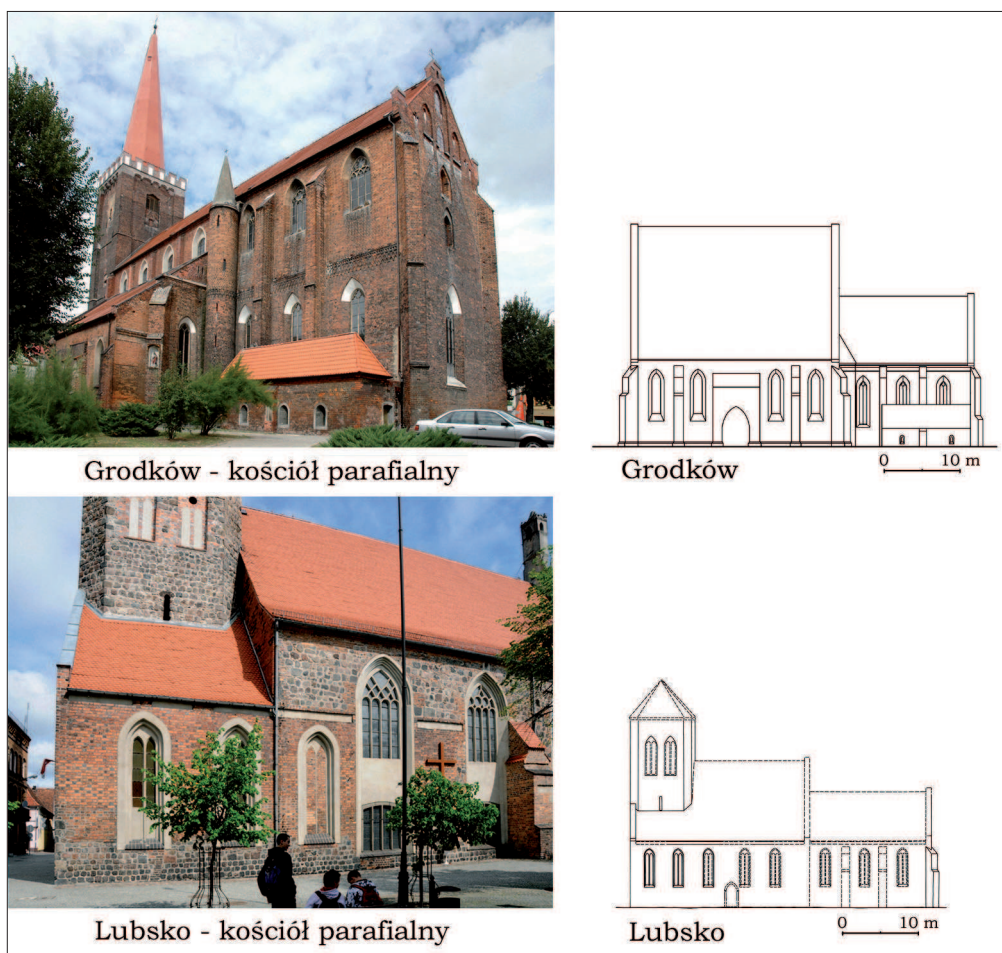 Grodków - kościół parafialny
Grodków
0 10 m
Lubsko - kościół parafialny
Lubsko
0 10 m